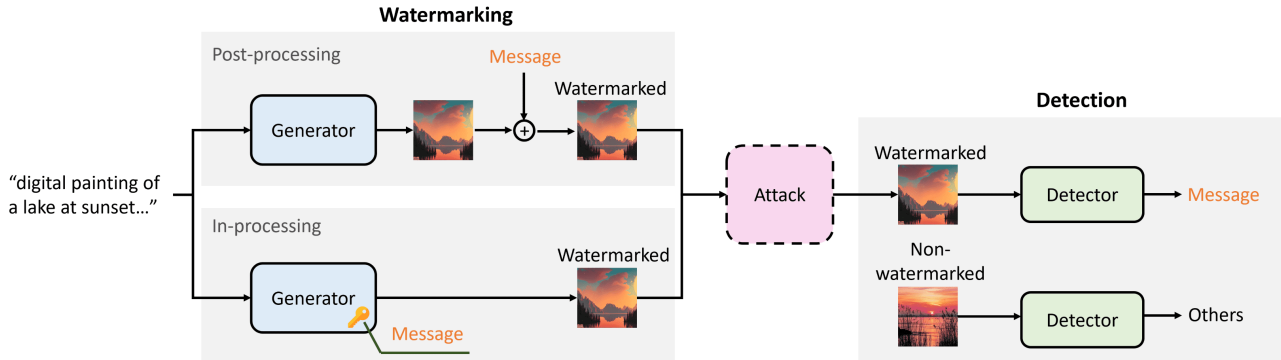 Watermarking
Post-processing
Message
Watermarked
Generator
+
"digital painting of
a lake at sunset…"
In-processing
Watermarked
Generator
Message
Attack
Detection
Watermarked
Detector
Message
Non-
watermarked
Detector
Others